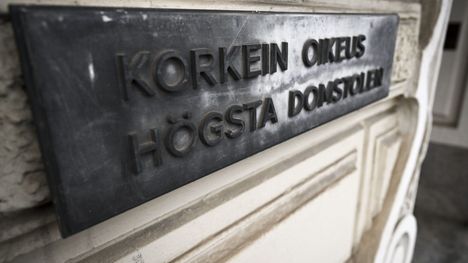 KORKEIN OIKEUS
HÖGSTA DOMSTOLEN